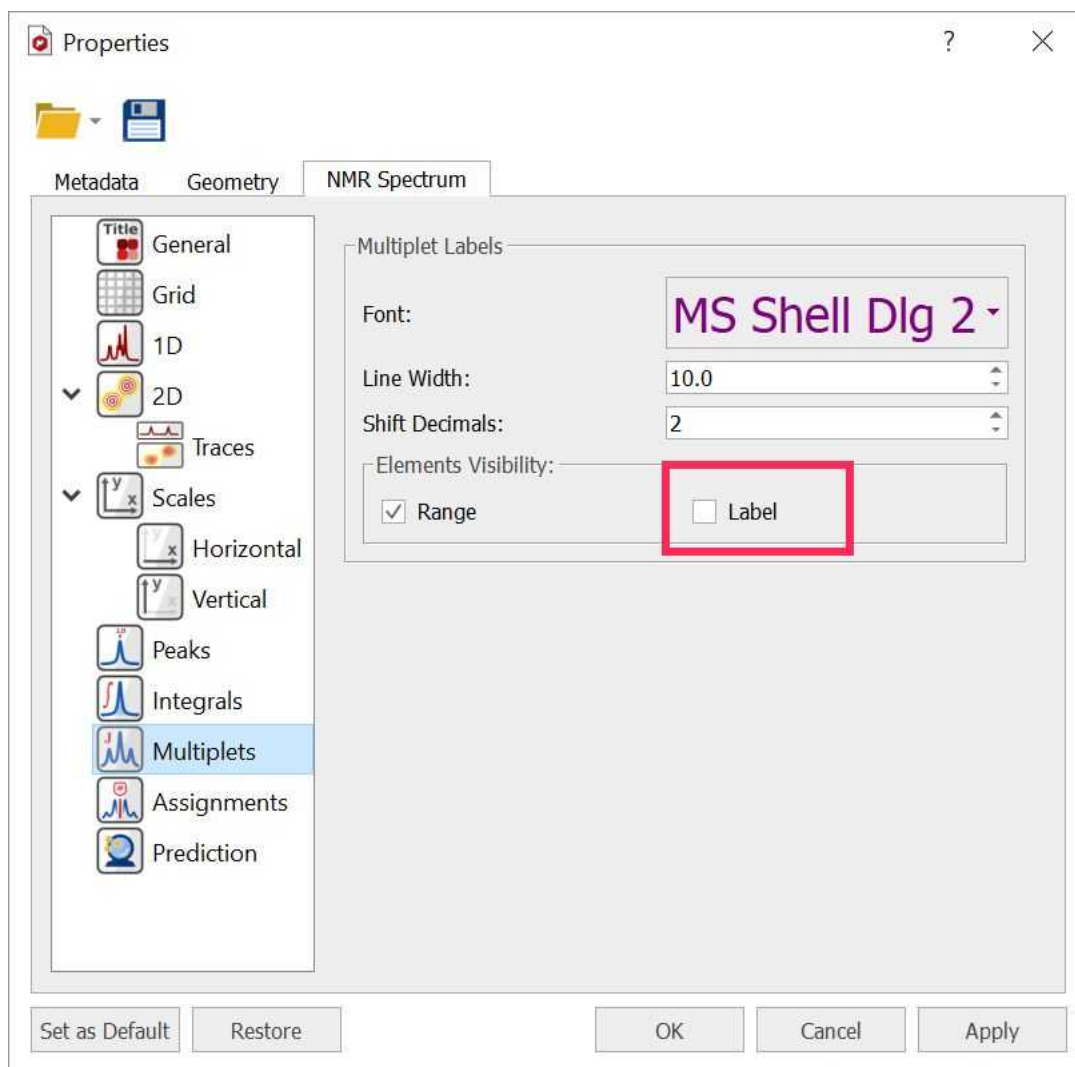 Properties
?
Metadata
Geometry
NMR Spectrum
Title
General
Grid
1D
2D
Traces
y
x
Scales
x
Horizontal
y
Vertical
Peaks
Integrals
J
Multiplets
Assignments
Prediction
Multiplet Labels
Font:
MS Shell Dlg 2
Line Width:
10.0
Shift Decimals:
2
Elements Visibility:
Range
Label
Set as Default
Restore
OK
Cancel
Apply